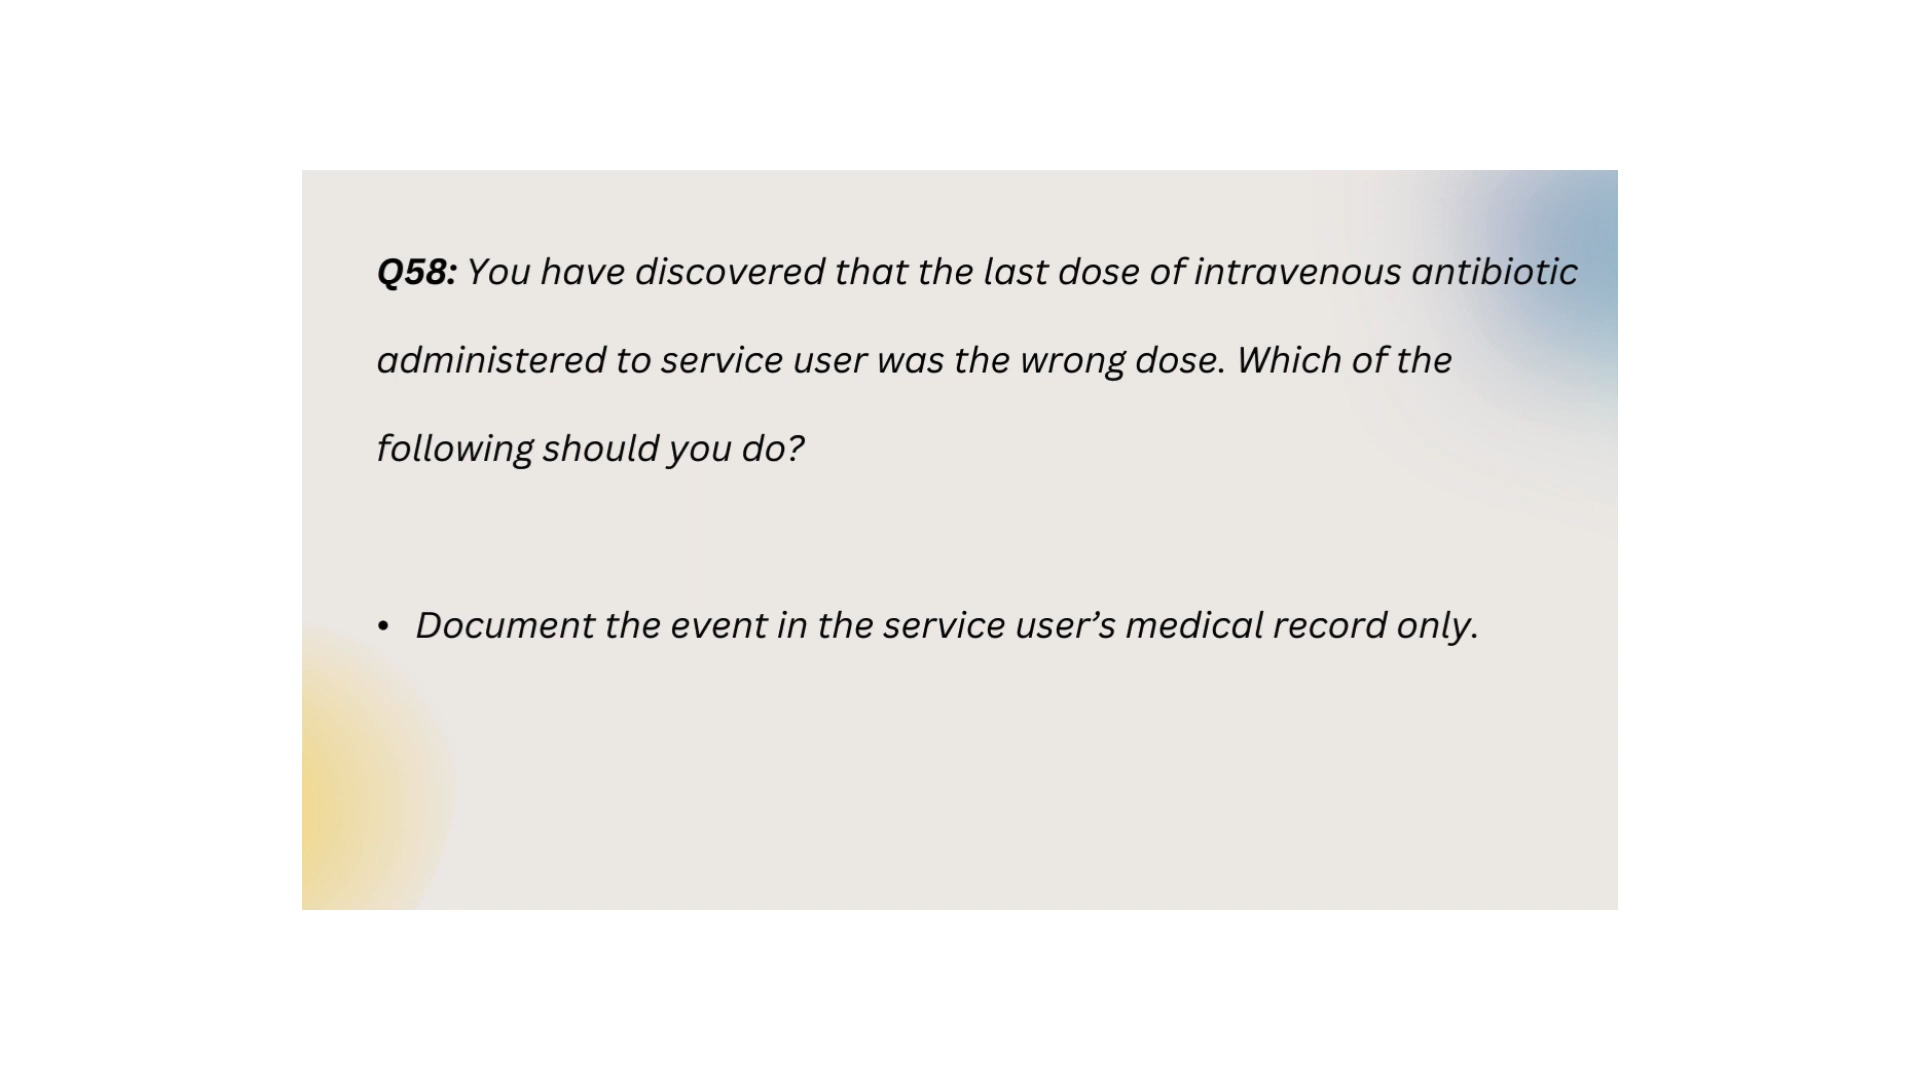 Q58: You have discovered that the last dose of intravenous antibiotic
administered to service user was the wrong dose. Which of the
following should you do?
• Document the event in the service user’s medical record only.